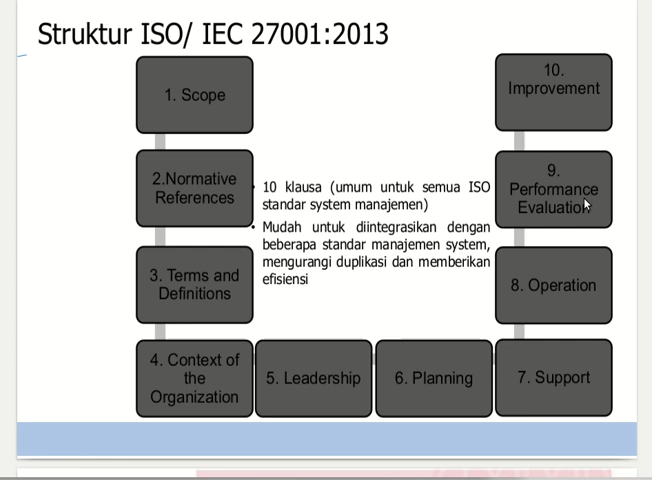 Struktur ISO/ IEC 27001:2013
1. Scope
2.Normative
References
3. Terms and
Definitions
4. Context of
the
Organization
5. Leadership
6. Planning
7. Support
8. Operation
9.
Performance
Evaluation
10.
Improvement
• 10 klausa (umum untuk semua ISO
standar system manajemen)
• Mudah untuk diintegrasikan dengan
beberapa standar manajemen system,
mengurangi duplikasi dan memberikan
efisiensi